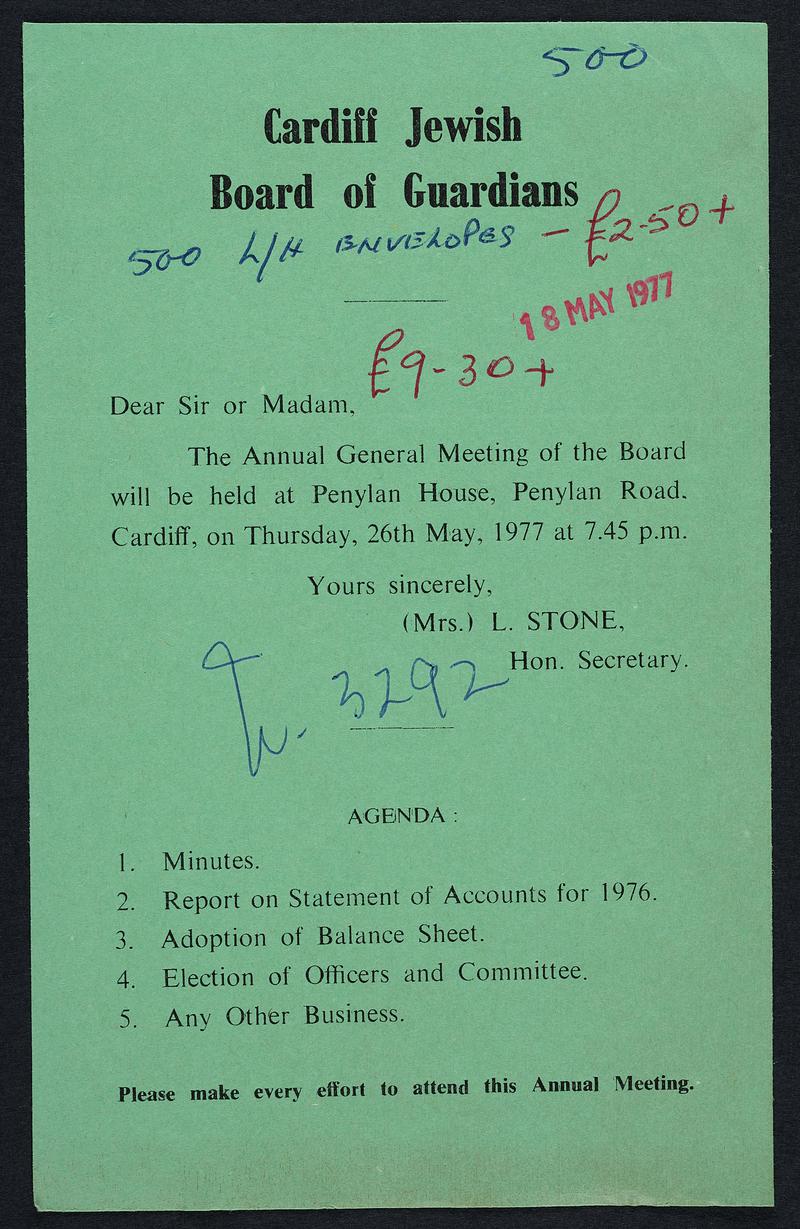 500
Cardiff Jewish
Board of Guardians
500 L/H ENVELOPES — £2-50+
18 MAY 1977
£9-30+
Dear Sir or Madam,
The Annual General Meeting of the Board
will be held at Penylan House, Penylan Road.
Cardiff, on Thursday, 26th May, 1977 at 7.45 p.m.
Yours sincerely,
(Mrs.) L. STONE,
Hon. Secretary.
3292
AGENDA :
1. Minutes.
2. Report on Statement of Accounts for 1976.
3. Adoption of Balance Sheet.
4. Election of Officers and Committee.
5. Any Other Business.
Please make every effort to attend this Annual Meeting.